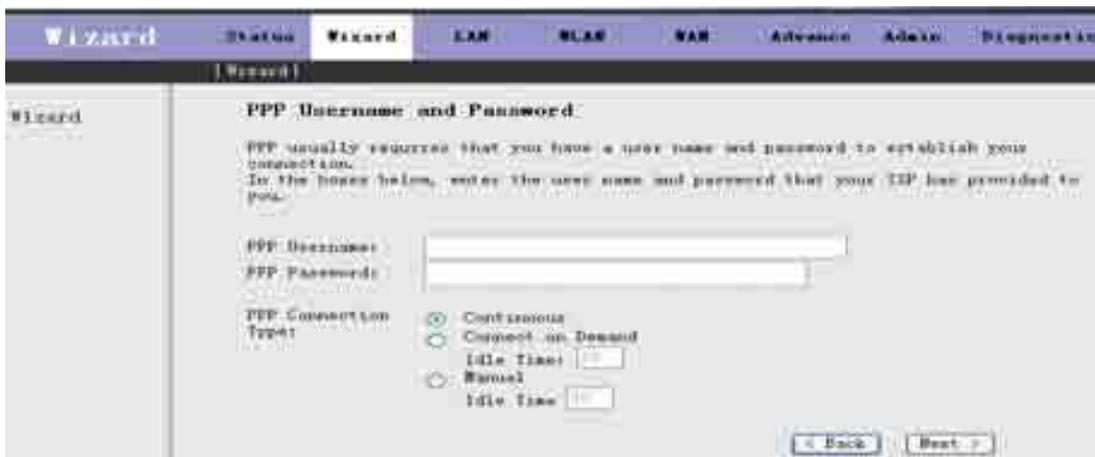 Wizard
Status Wizard LAN WLAN WAN Advance Admin Diagnostic
[Wizard]
Wizard
PPP Username and Password
PPP usually requires that you have a user name and password to establish your
connection.
In the boxes below, enter the user name and password that your ISP has provided to
you.
PPP Username:
PPP Password:
PPP Connection
Type:
Continuous
Connect on Demand
Idle Time:
Manual
Idle Time
< Back Next >